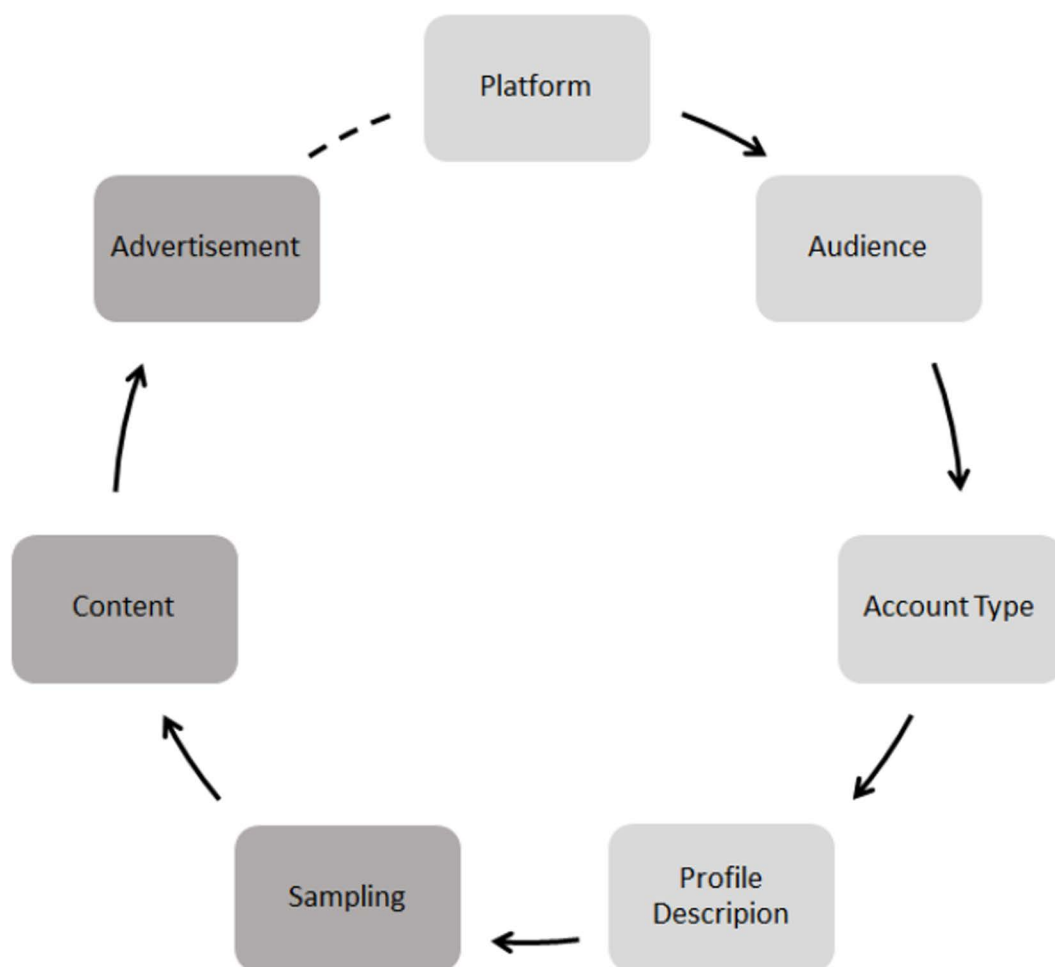 Platform
Audience
Account Type
Profile
Descripion
Sampling
Content
Advertisement